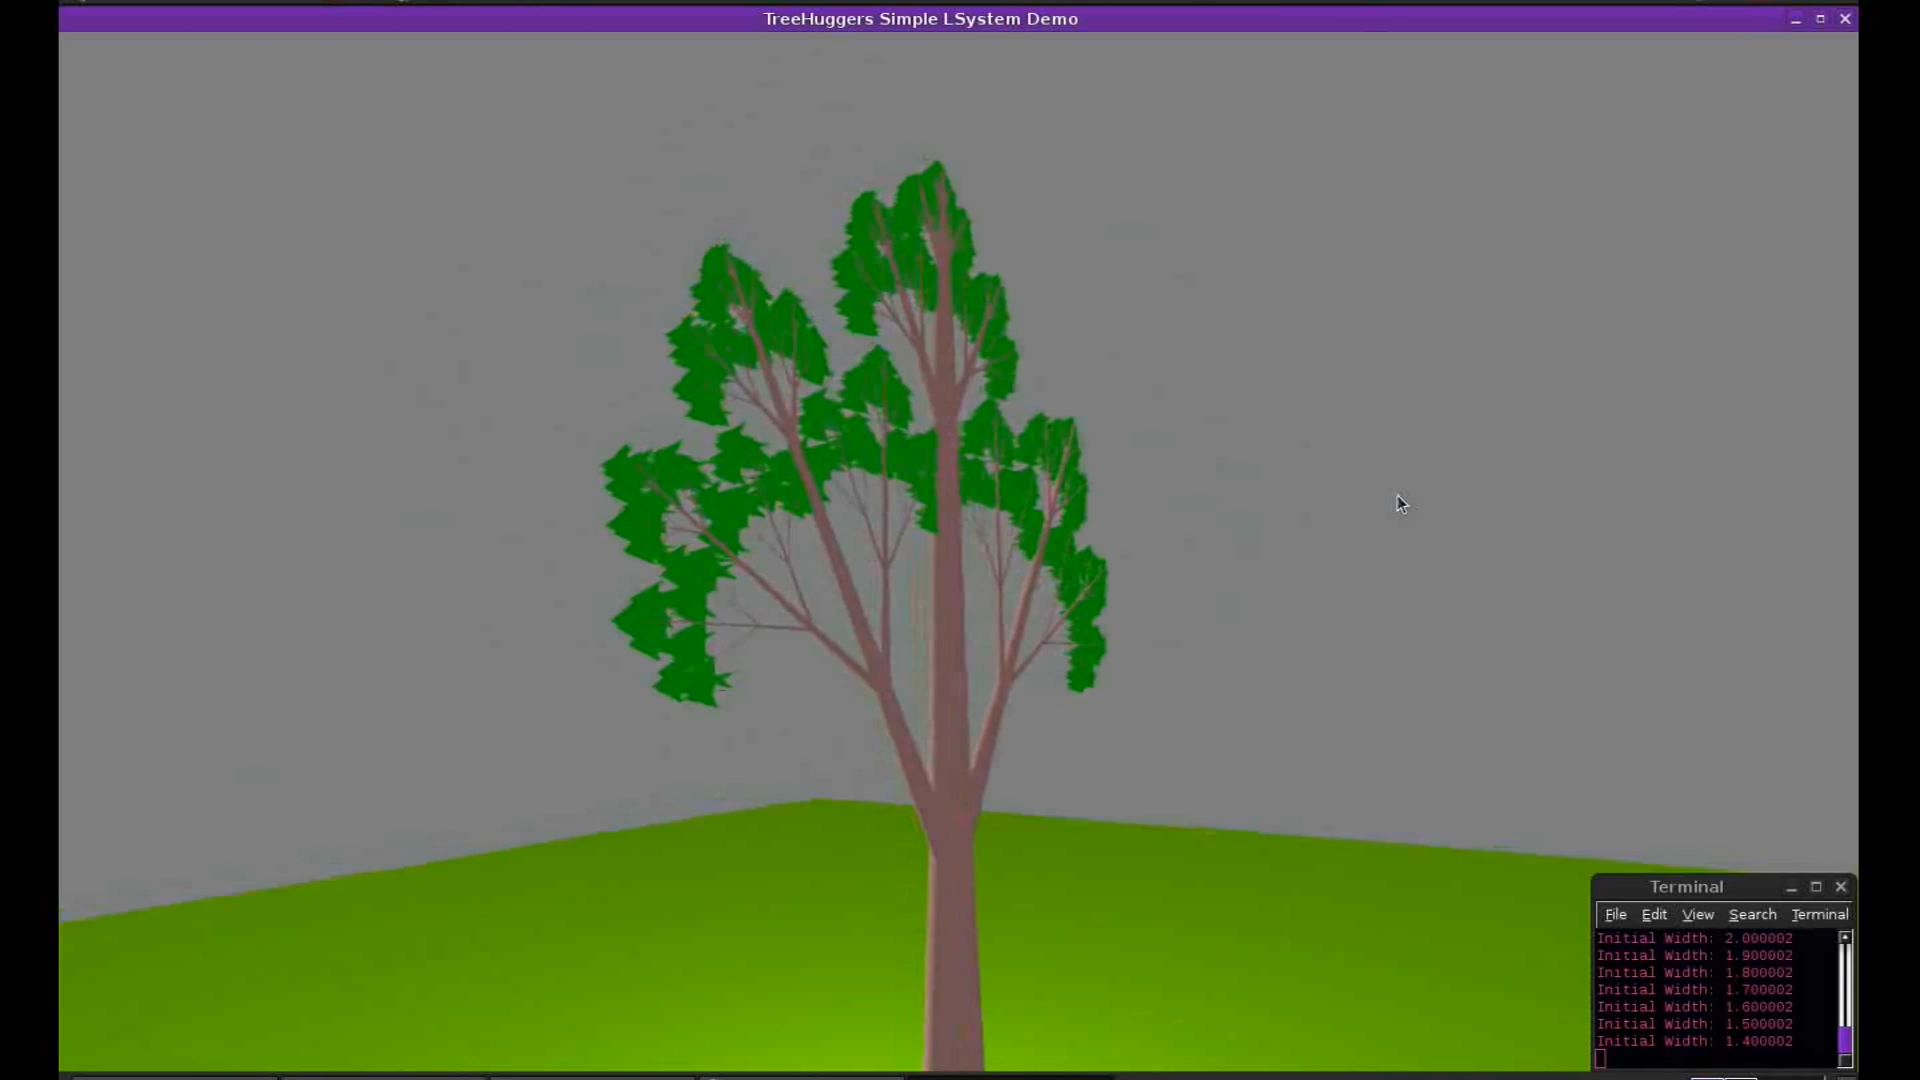 TreeHuggers Simple LSystem Demo
Terminal
File Edit View Search Terminal
Initial Width: 2.000002
Initial Width: 1.900002
Initial Width: 1.800002
Initial Width: 1.700002
Initial Width: 1.600002
Initial Width: 1.500002
Initial Width: 1.400002